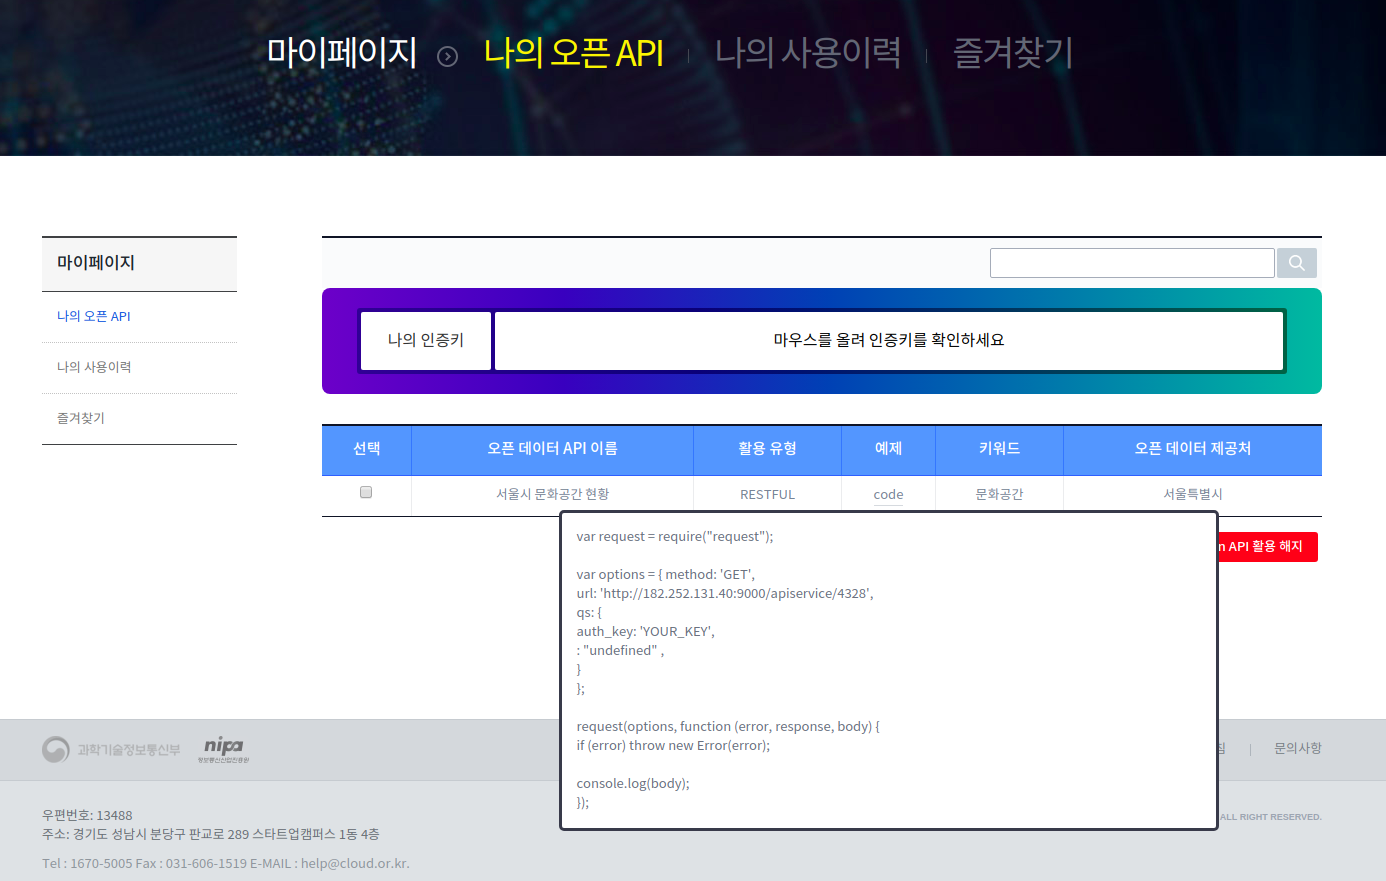 마이페이지 나의 오픈 API 나의 사용이력 즐겨찾기
마이페이지
나의 오픈 API
나의 사용이력
즐겨찾기
나의 인증키 마우스를 올려 인증키를 확인하세요
선택 오픈 데이터 API 이름 활용 유형 예제 키워드 오픈 데이터 제공처
서울시 문화공간 현황 RESTFUL code 문화공간 서울특별시
n API 활용 해지
var request = require("request");
var options = { method: 'GET',
url: 'http://182.252.131.40:9000/apiservice/4328',
qs: {
auth_key: 'YOUR_KEY',
: "undefined" ,
}
};
request(options, function (error, response, body) {
if (error) throw new Error(error);
console.log(body);
});
과학기술정보통신부 nipa 정보통신산업진흥원
침 문의사항
우편번호: 13488
주소: 경기도 성남시 분당구 판교로 289 스타트업캠퍼스 1동 4층
ALL RIGHT RESERVED.
Tel : 1670-5005 Fax : 031-606-1519 E-MAIL : help@cloud.or.kr.